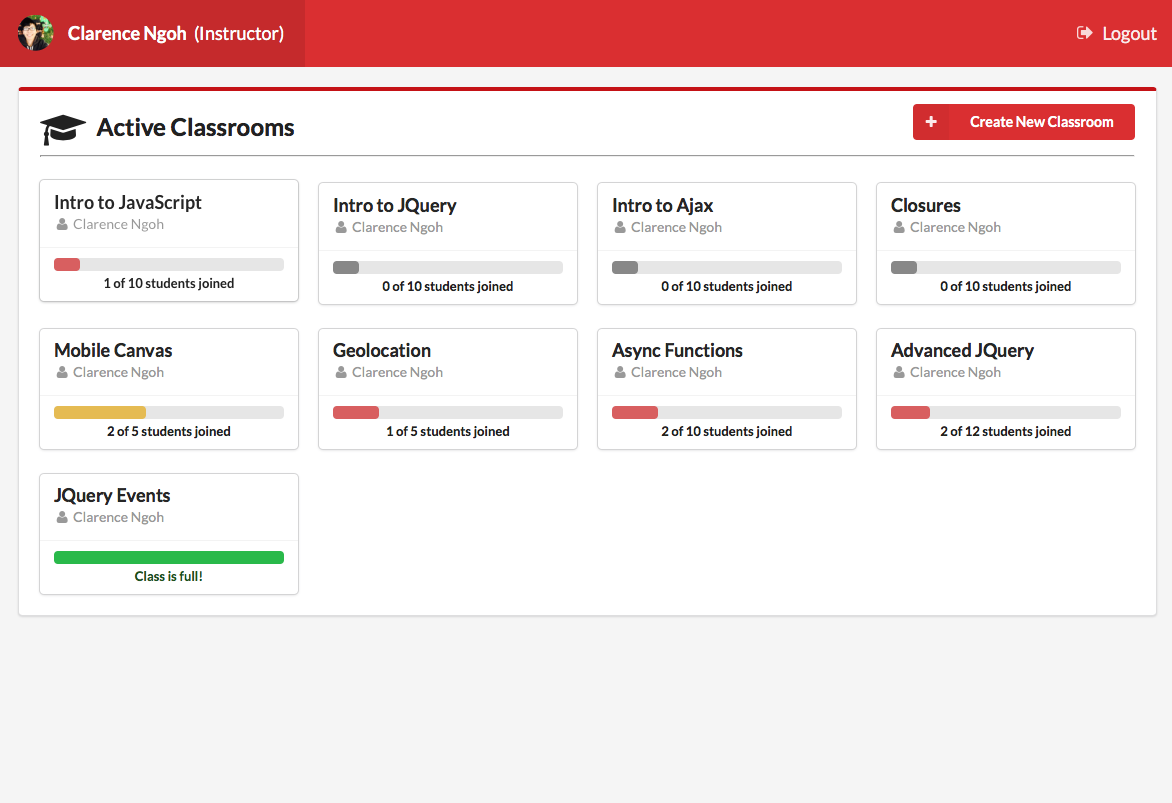 Clarence Ngoh (Instructor)
Logout
Active Classrooms
Create New Classroom
Intro to JavaScript
Clarence Ngoh
1 of 10 students joined
Intro to JQuery
Clarence Ngoh
0 of 10 students joined
Intro to Ajax
Clarence Ngoh
0 of 10 students joined
Closures
Clarence Ngoh
0 of 10 students joined
Mobile Canvas
Clarence Ngoh
2 of 5 students joined
Geolocation
Clarence Ngoh
1 of 5 students joined
Async Functions
Clarence Ngoh
2 of 10 students joined
Advanced JQuery
Clarence Ngoh
2 of 12 students joined
JQuery Events
Clarence Ngoh
Class is full!